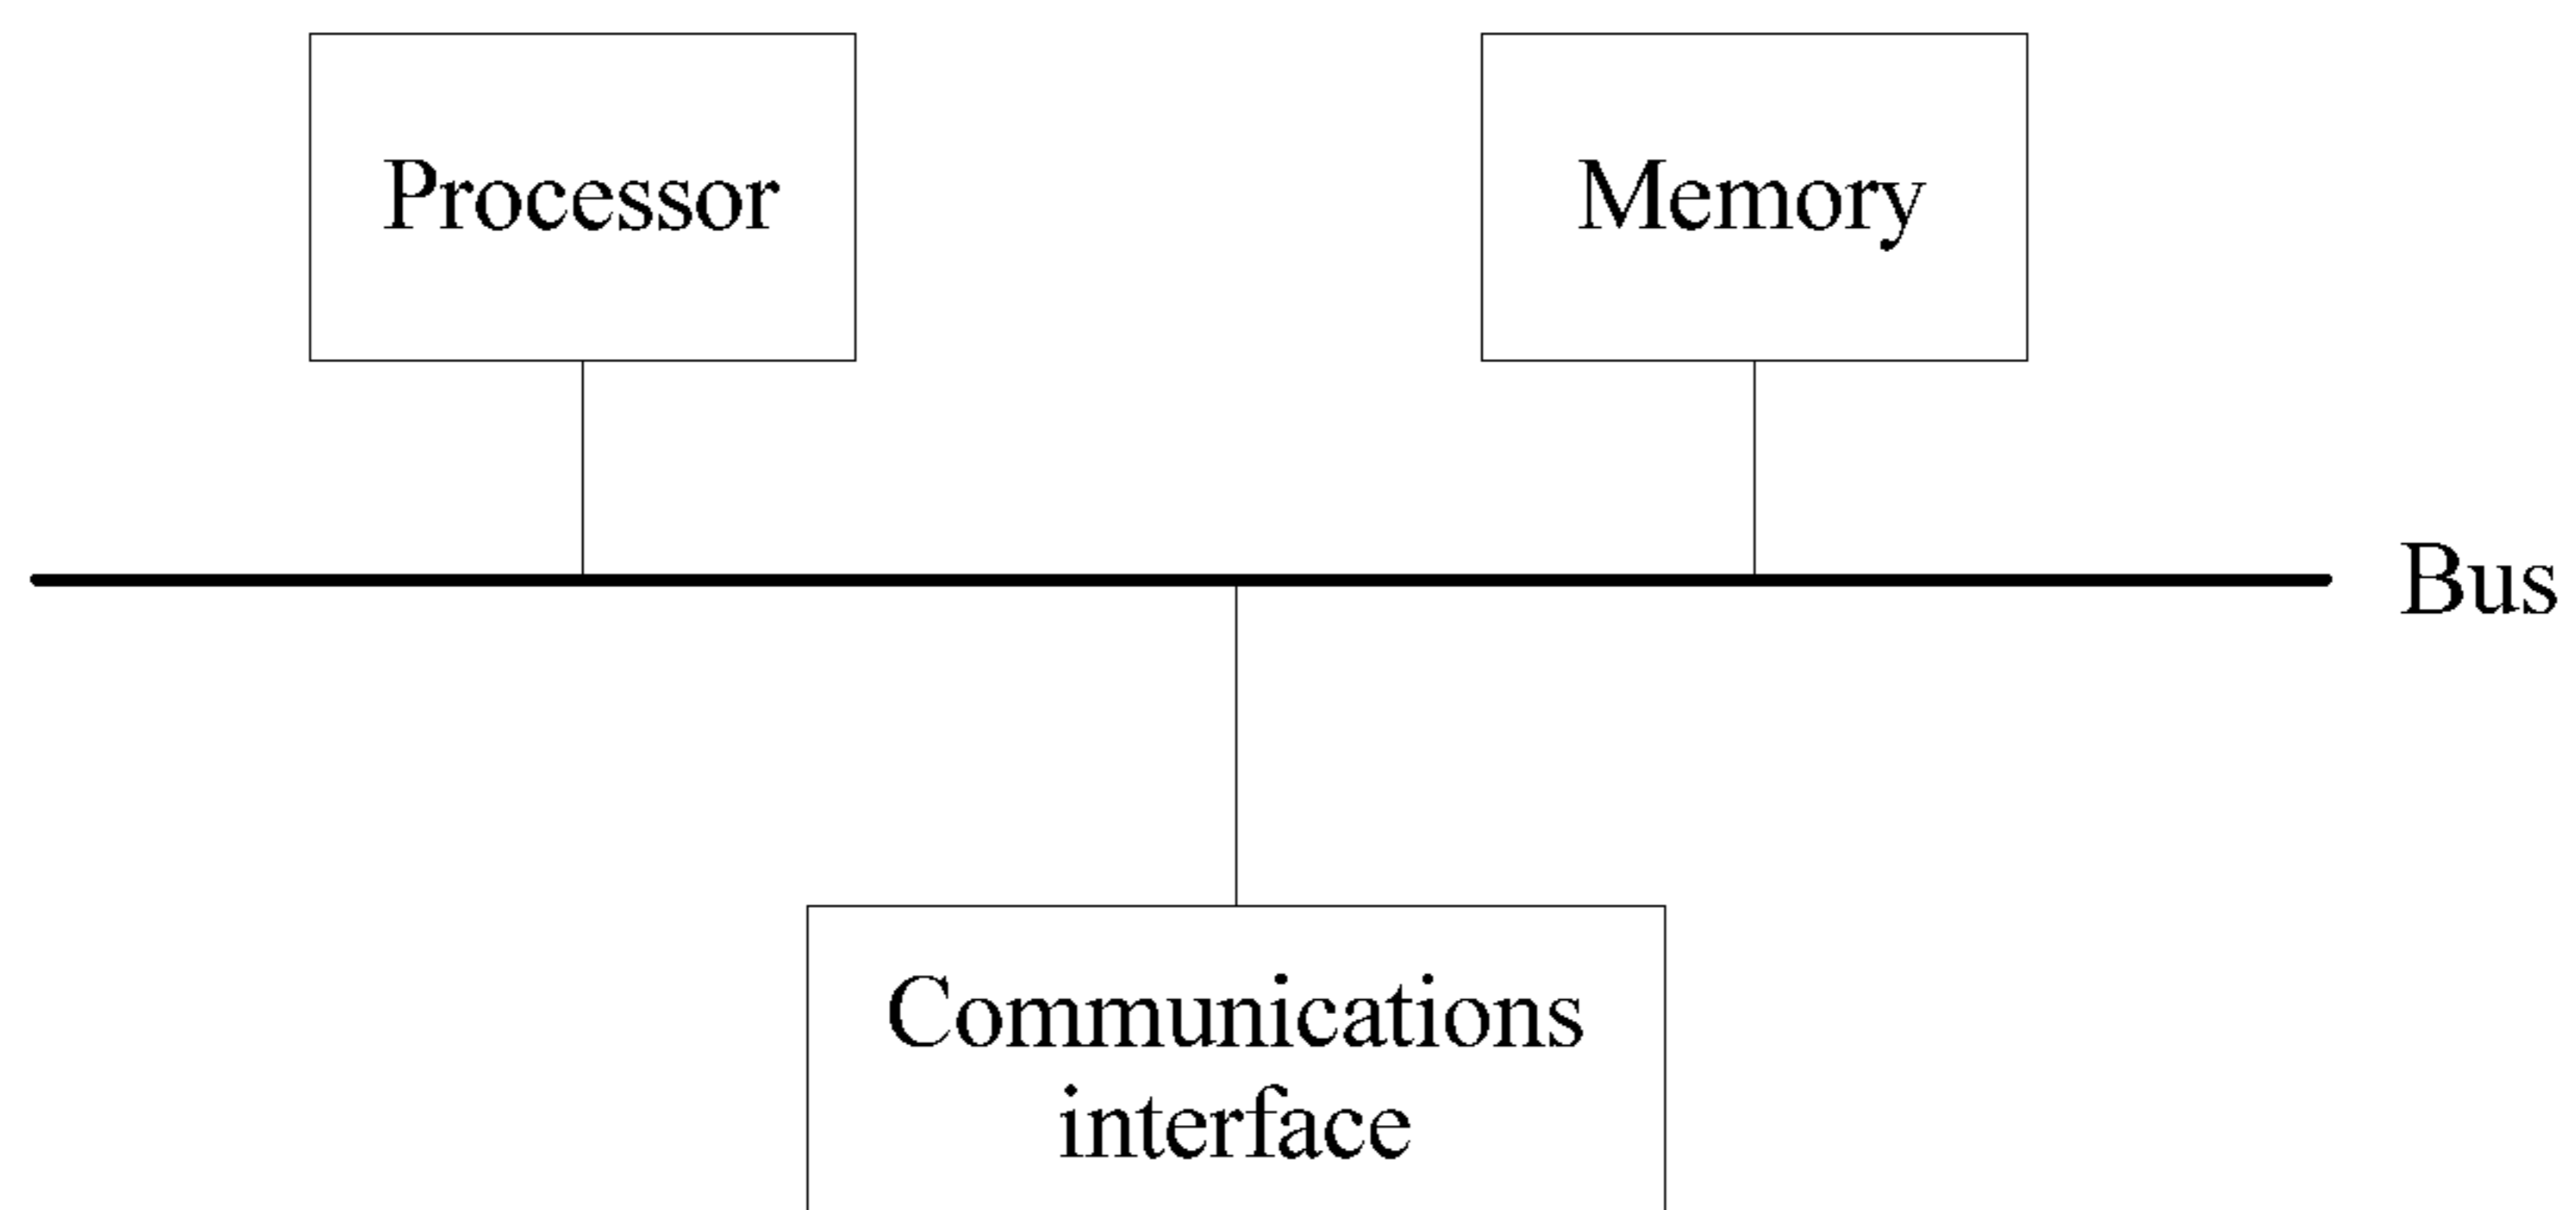 Processor
Memory
Bus
Communications
interface